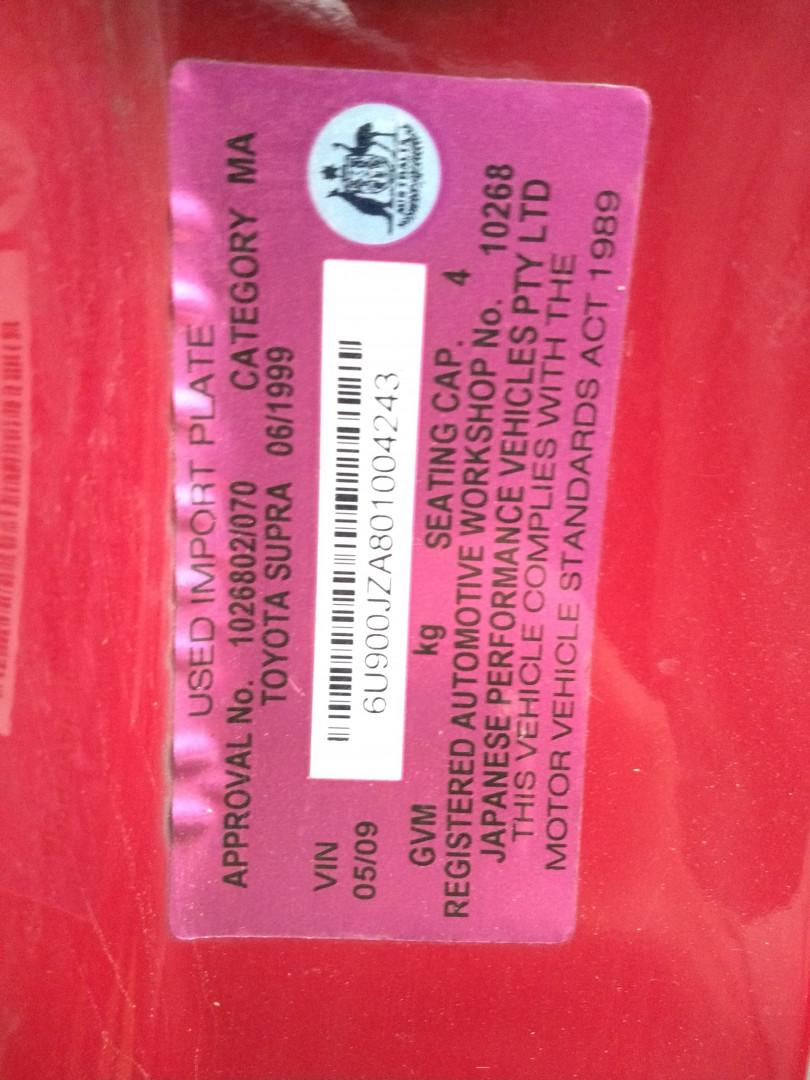 USED IMPORT PLATE
APPROVAL No. 1026802/070 CATEGORY MA
TOYOTA SUPRA 06/1999
VIN
05/09
6U900JZA801004243
AUSTRALIA
GVM kg SEATING CAP. 4
REGISTERED AUTOMOTIVE WORKSHOP No. 10268
JAPANESE PERFORMANCE VEHICLES PTY LTD
THIS VEHICLE COMPLIES WITH THE
MOTOR VEHICLE STANDARDS ACT 1989